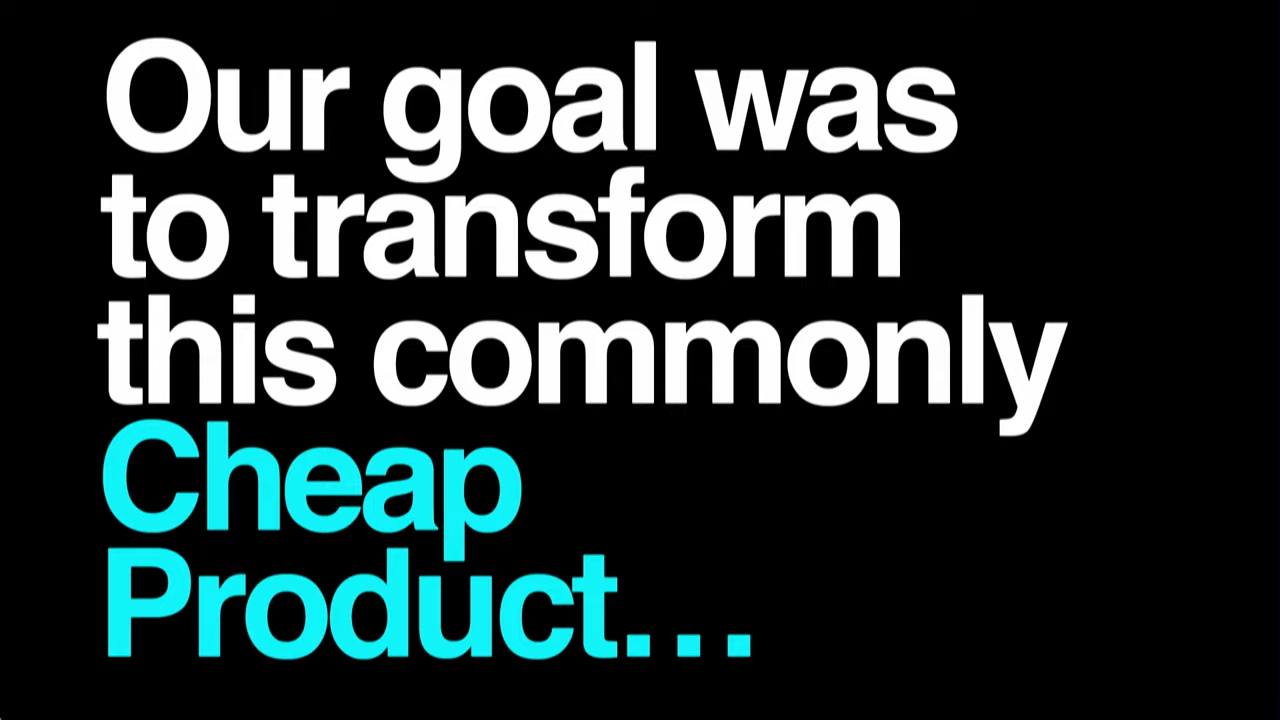 Our goal was
to transform
this commonly
Cheap
Product...